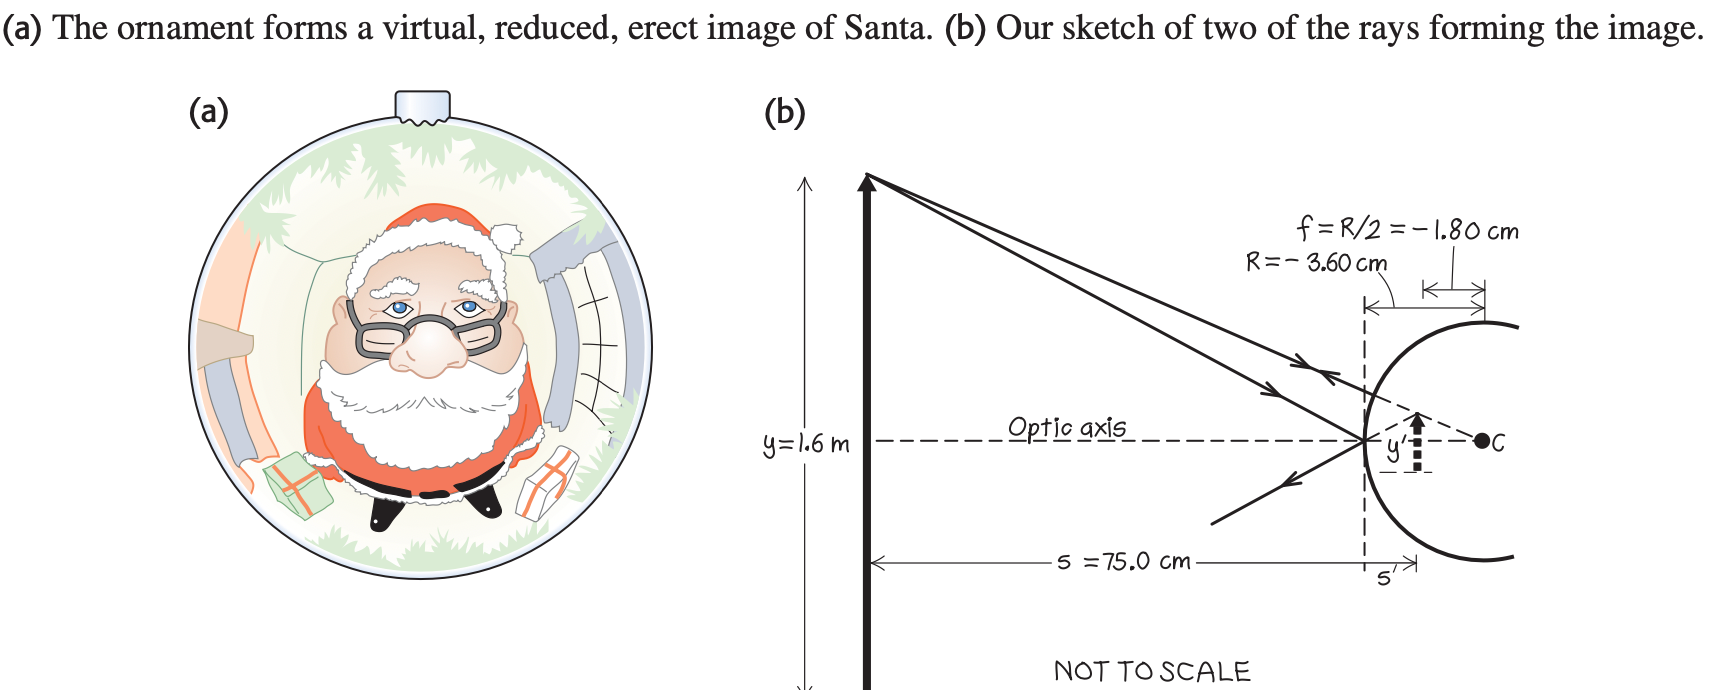 (a) The ornament forms a virtual, reduced, erect image of Santa. (b) Our sketch of two of the rays forming the image.
(a)
(b)
f = R/2 = - 1.80 cm
R = - 3.60 cm
Optic axis
y = 1.6 m
y'
C
s = 75.0 cm
s'
NOT TO SCALE